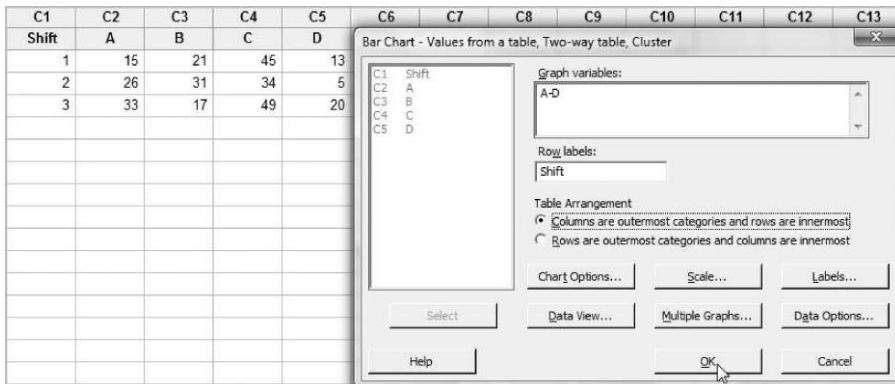 C1 C2 C3 C4 C5 C6 C7 C8 C9 C10 C11 C12 C13
Shift A B C D
1 15 21 45 13
2 26 31 34 5
3 33 17 49 20
Bar Chart - Values from a table, Two-way table, Cluster
C1 Shift
C2 A
C3 B
C4 C
C5 D
Graph variables:
A-D
Row labels:
Shift
Table Arrangement
Columns are outermost categories and rows are innermost
Rows are outermost categories and columns are innermost
Chart Options... Scale... Labels...
Select Data View... Multiple Graphs... Data Options...
Help OK Cancel